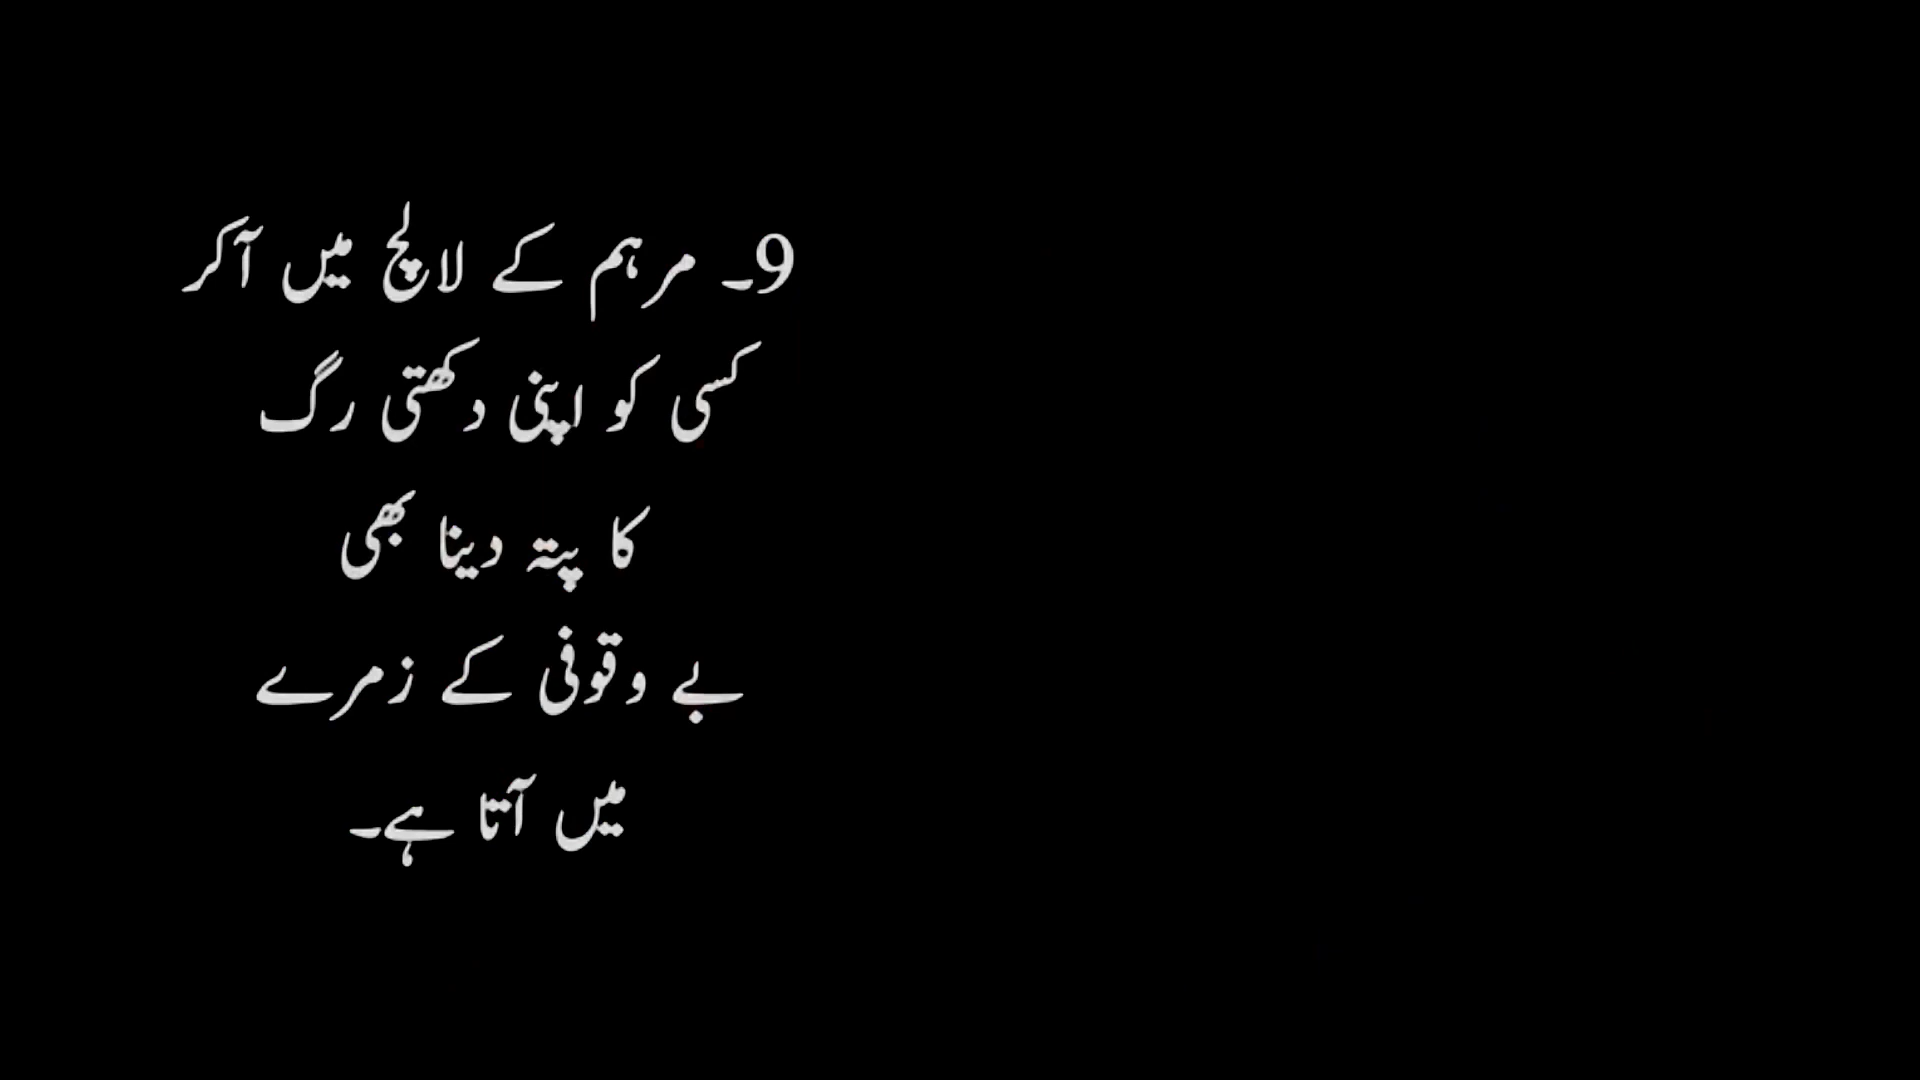 9۔ مرہم کے لالچ میں آکر
کسی کو اپنی دکھتی رگ
کا پتہ دینا بھی
بے وقوفی کے زمرے
میں آتا ہے۔